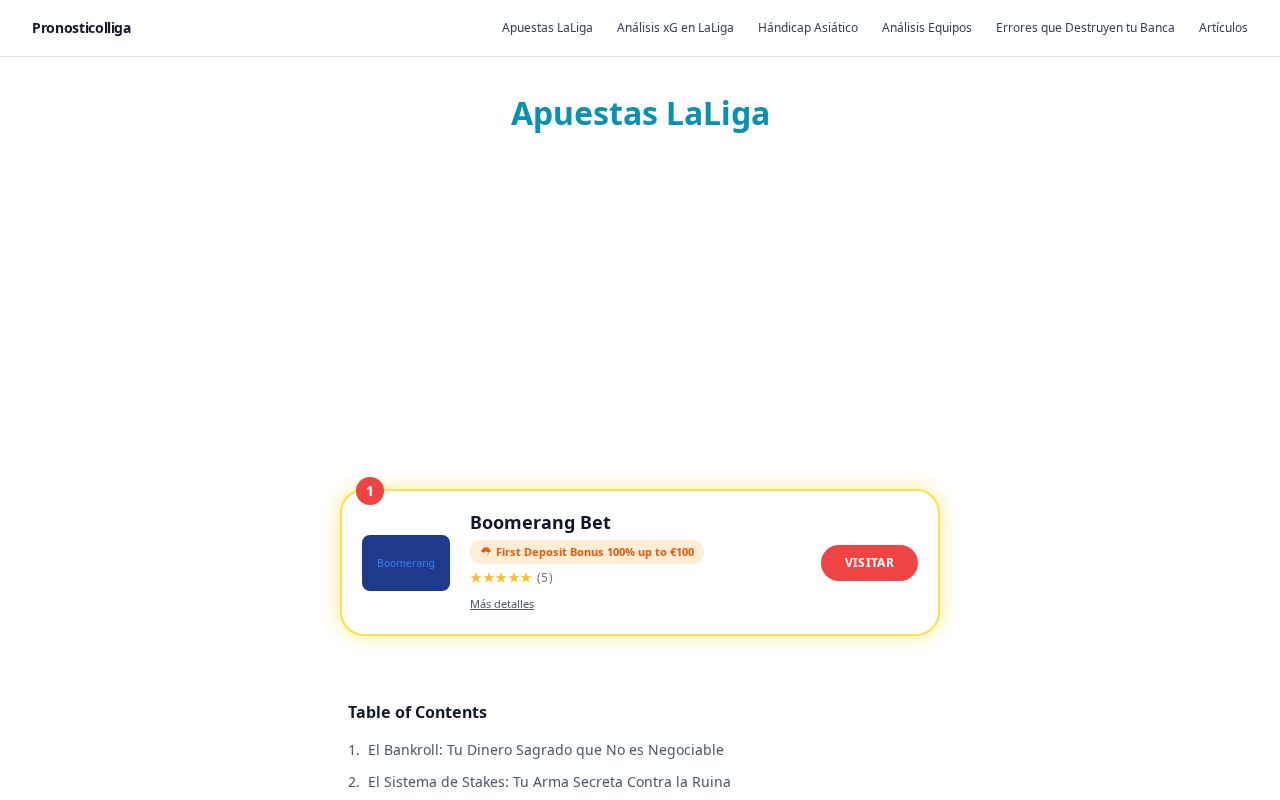 Pronosticolliga
Apuestas LaLiga
Análisis xG en LaLiga
Hándicap Asiático
Análisis Equipos
Errores que Destruyen tu Banca
Artículos
Apuestas LaLiga
1
Boomerang
Boomerang Bet
First Deposit Bonus 100% up to €100
★★★★★ (5)
Más detalles
VISITAR
Table of Contents
1. El Bankroll: Tu Dinero Sagrado que No es Negociable
2. El Sistema de Stakes: Tu Arma Secreta Contra la Ruina